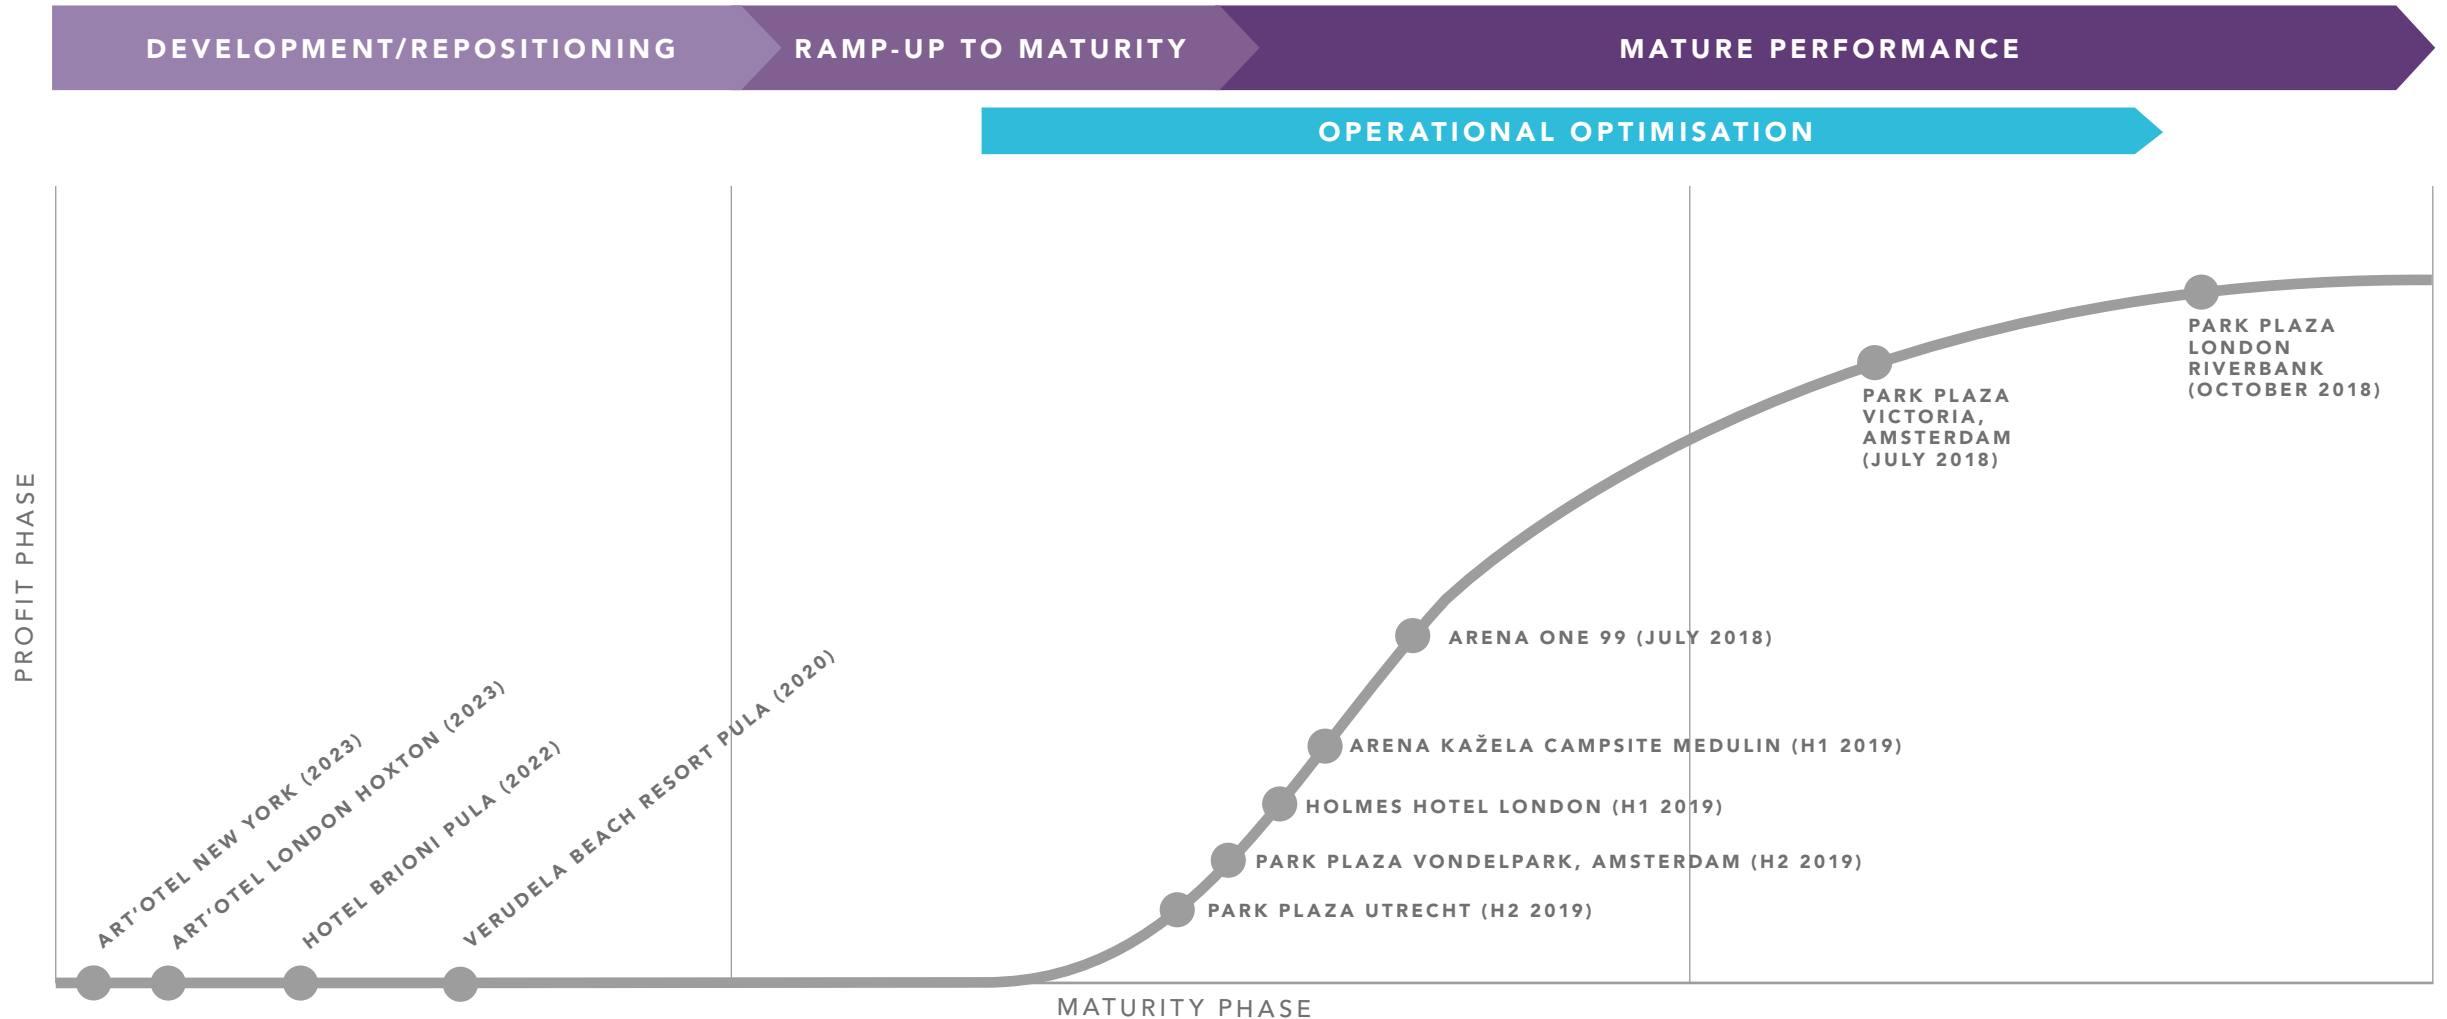 DEVELOPMENT/REPOSITIONING
RAMP-UP TO MATURITY
MATURE PERFORMANCE
OPERATIONAL OPTIMISATION
PROFIT PHASE
ART'OTEL NEW YORK (2023)
ART'OTEL LONDON HOXTON (2023)
HOTEL BRIONI PULA (2022)
VERUDELA BEACH RESORT PULA (2020)
PARK PLAZA
LONDON
RIVERBANK
(OCTOBER 2018)
PARK PLAZA
VICTORIA,
AMSTERDAM
(JULY 2018)
ARENA ONE 99 (JULY 2018)
ARENA KAŽELA CAMPSITE MEDULIN (H1 2019)
HOLMES HOTEL LONDON (H1 2019)
PARK PLAZA VONDELPARK, AMSTERDAM (H2 2019)
PARK PLAZA UTRECHT (H2 2019)
MATURITY PHASE